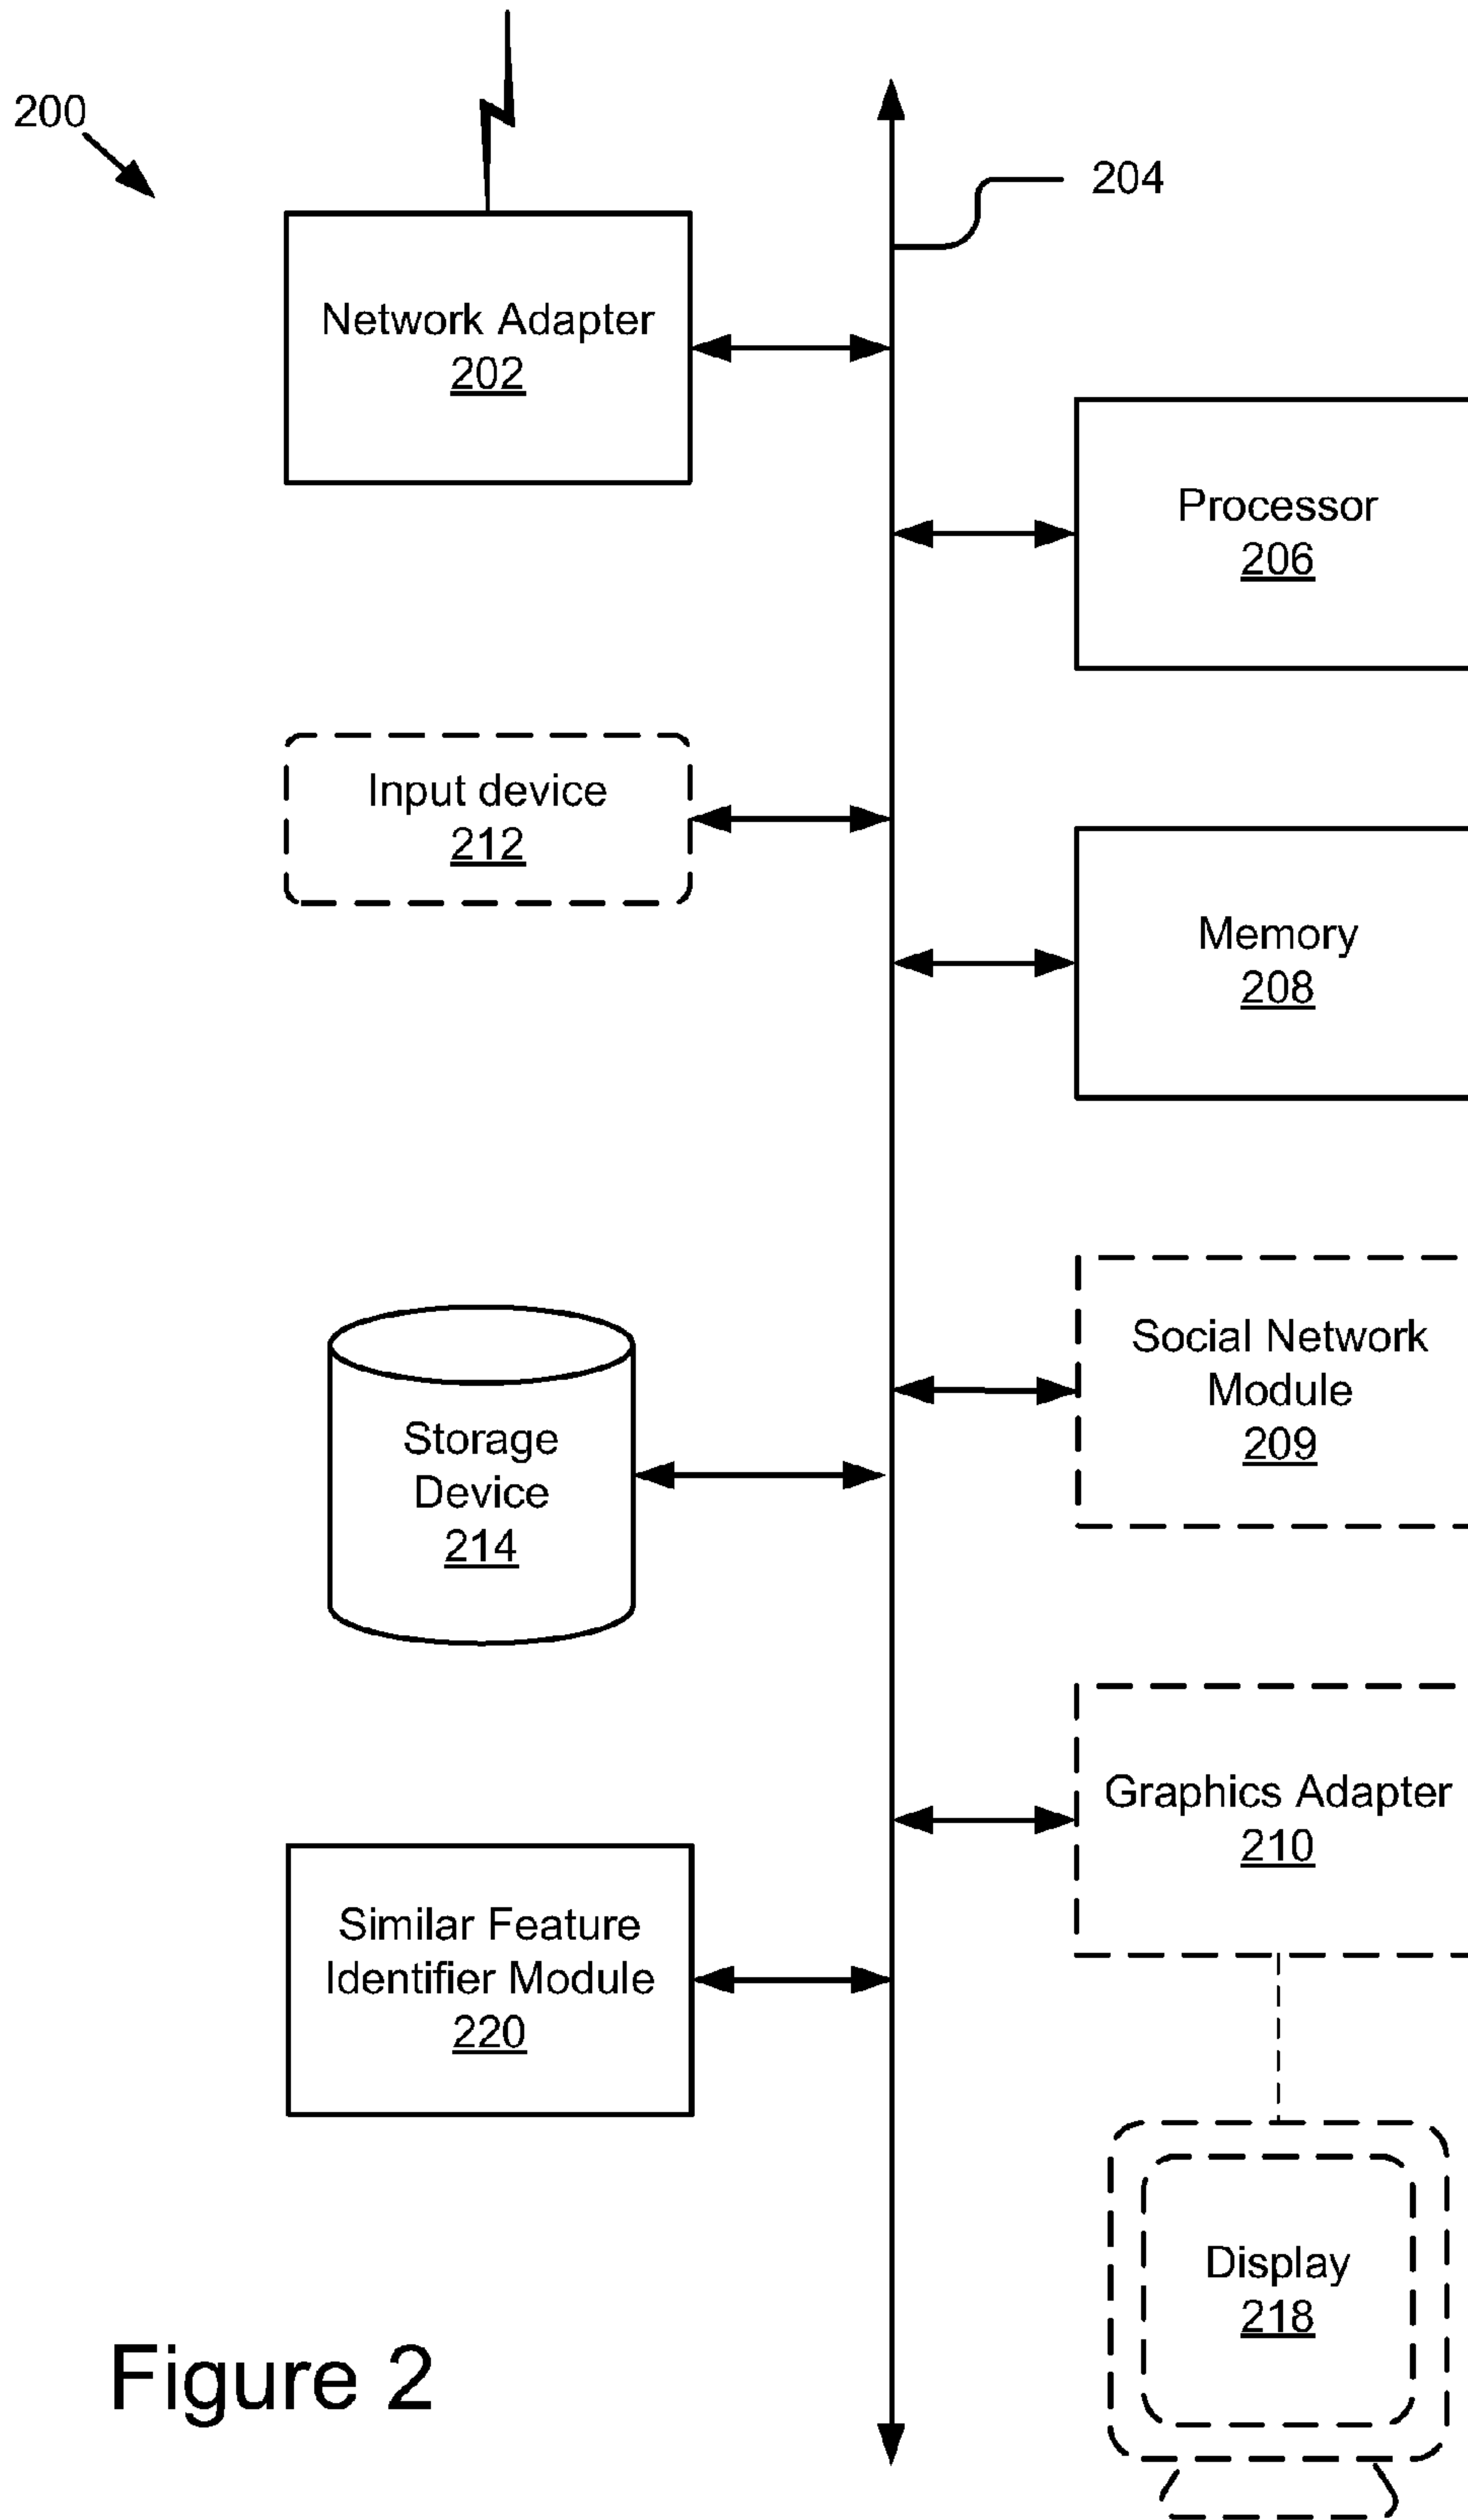 200
204
Network Adapter
202
Processor
206
Input device
212
Memory
208
Social Network
Module
209
Storage
Device
214
Graphics Adapter
210
Similar Feature
Identifier Module
220
Display
218
Figure 2